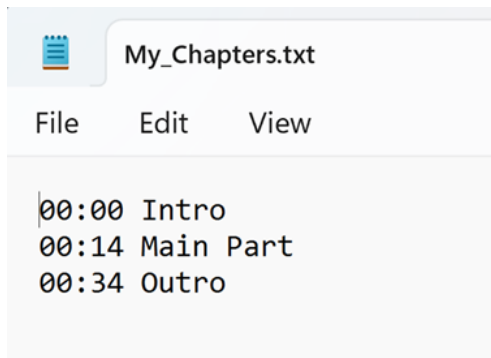 My_Chapters.txt
File Edit View
00:00 Intro
00:14 Main Part
00:34 Outro